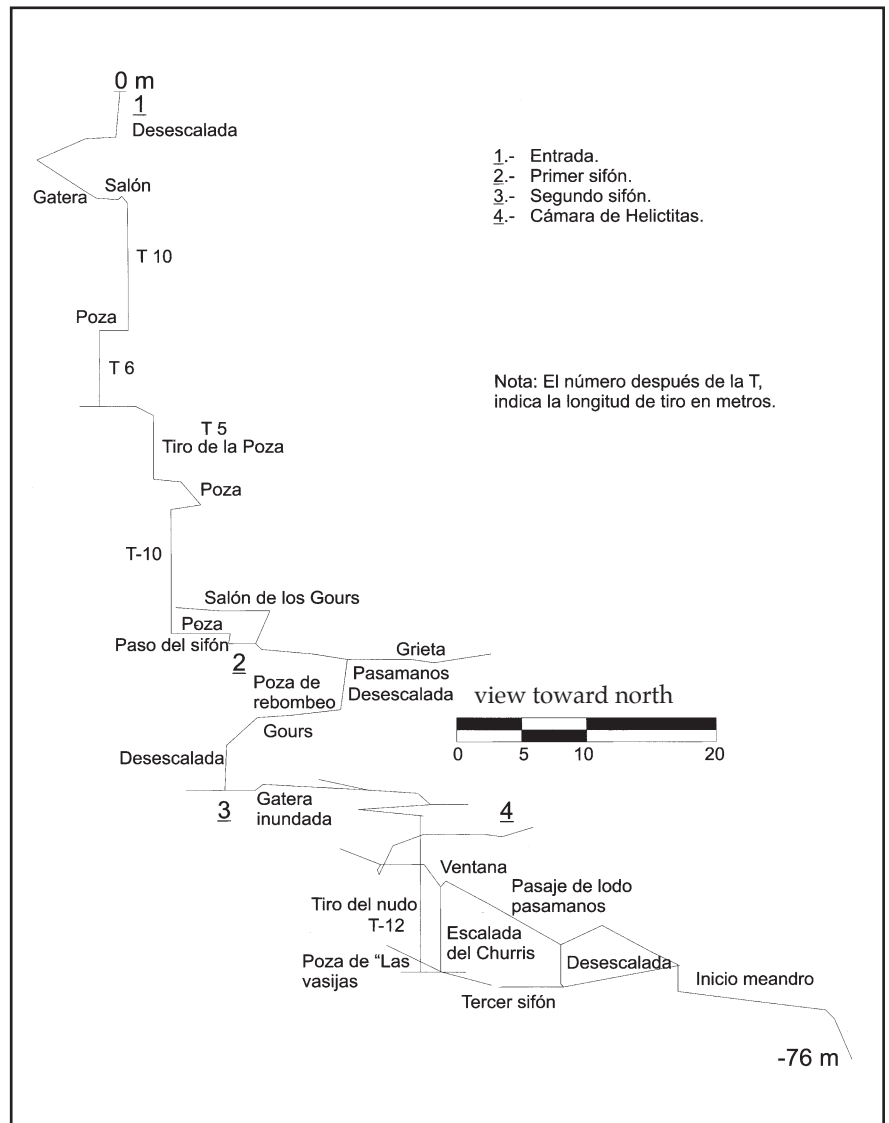 0 m
1
Desescalada
1.- Entrada.
2.- Primer sifón.
3.- Segundo sifón.
4.- Cámara de Helictitas.
Salón
Gatera
T 10
Poza
T 6
Nota: El número después de la T,
indica la longitud de tiro en metros.
T 5
Tiro de la Poza
Poza
T-10
Salón de los Gours
Poza
Paso del sifón
2
Grieta
Poza de
rebombeo
Pasamanos
Desescalada
view toward north
Gours
0 5 10 20
Desescalada
3
Gatera
inundada
4
Ventana
Pasaje de lodo
pasamanos
Tiro del nudo
T-12
Escalada
del Churris
Poza de “Las
vasijas
Desescalada
Inicio meandro
Tercer sifón
-76 m